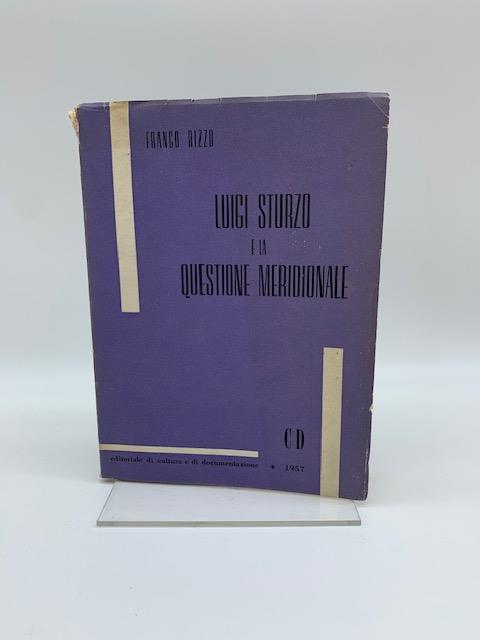 FRANCO RIZZO
LUIGI STURZO
E LA
QUESTIONE MERIDIONALE
CD
editoriale di cultura e di documentazione • 1957